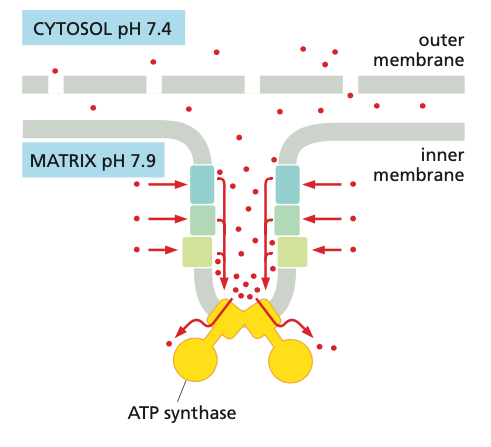 CYTOSOL pH 7.4
outer
membrane
MATRIX pH 7.9
inner
membrane
ATP synthase